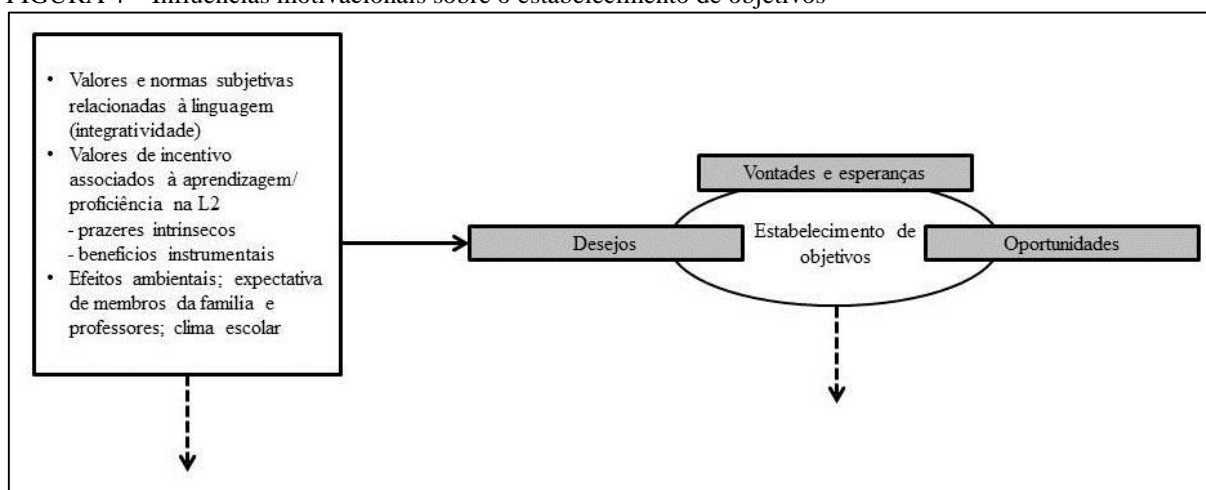 FIGURA 4 – Influências motivacionais sobre o estabelecimento de objetivos
• Valores e normas subjetivas
relacionadas à linguagem
(integratividade)
• Valores de incentivo
associados à aprendizagem/
proficiência na L2
- prazeres intrínsecos
- benefícios instrumentais
• Efeitos ambientais; expectativa
de membros da família e
professores; clima escolar
Vontades e esperanças
Desejos
Estabelecimento de
objetivos
Oportunidades